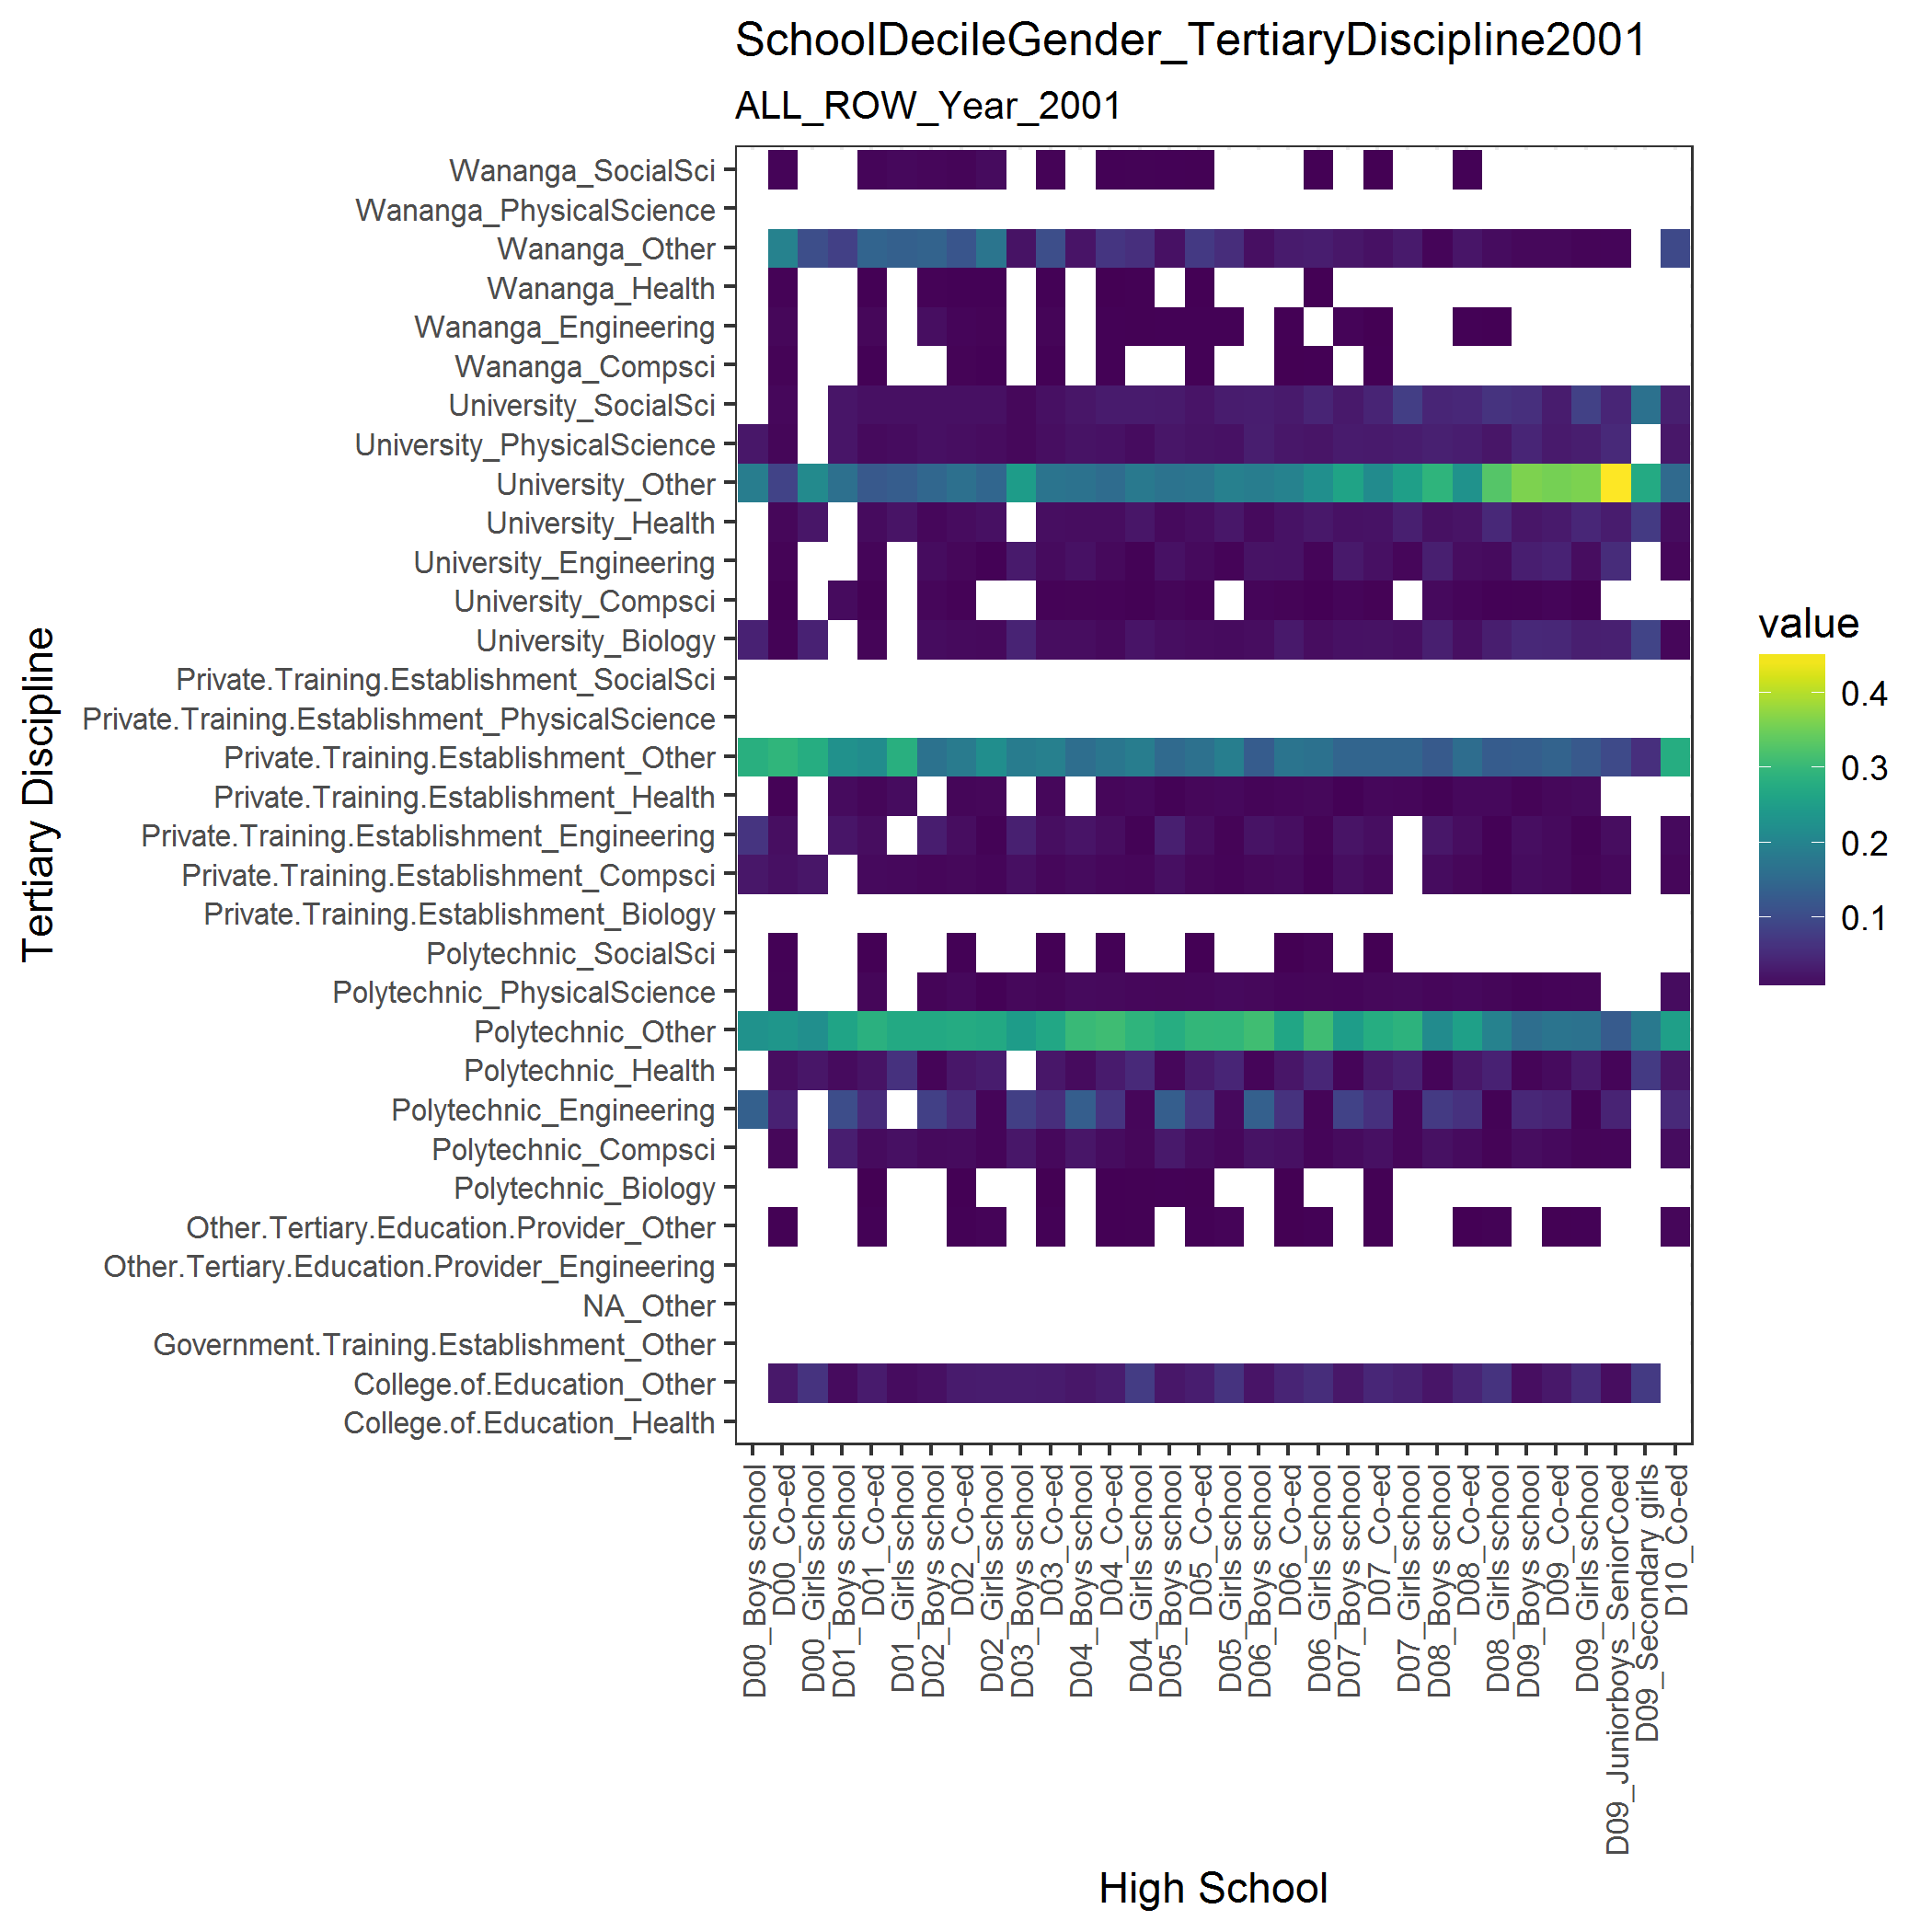 SchoolDecileGender_TertiaryDiscipline2001
ALL_ROW_Year_2001
Tertiary Discipline
Wananga_SocialSci
Wananga_PhysicalScience
Wananga_Other
Wananga_Health
Wananga_Engineering
Wananga_Compsci
University_SocialSci
University_PhysicalScience
University_Other
University_Health
University_Engineering
University_Compsci
University_Biology
Private.Training.Establishment_SocialSci
Private.Training.Establishment_PhysicalScience
Private.Training.Establishment_Other
Private.Training.Establishment_Health
Private.Training.Establishment_Engineering
Private.Training.Establishment_Compsci
Private.Training.Establishment_Biology
Polytechnic_SocialSci
Polytechnic_PhysicalScience
Polytechnic_Other
Polytechnic_Health
Polytechnic_Engineering
Polytechnic_Compsci
Polytechnic_Biology
Other.Tertiary.Education.Provider_Other
Other.Tertiary.Education.Provider_Engineering
NA_Other
Government.Training.Establishment_Other
College.of.Education_Other
College.of.Education_Health
D00_Boys school
D00_Co-ed
D00_Girls school
D01_Boys school
D01_Co-ed
D01_Girls school
D02_Boys school
D02_Co-ed
D02_Girls school
D03_Boys school
D03_Co-ed
D04_Boys school
D04_Co-ed
D04_Girls school
D05_Boys school
D05_Co-ed
D05_Girls school
D06_Boys school
D06_Co-ed
D06_Girls school
D07_Boys school
D07_Co-ed
D07_Girls school
D08_Boys school
D08_Co-ed
D08_Girls school
D09_Boys school
D09_Co-ed
D09_Girls school
D09_Juniorboys_SeniorCoed
D09_Secondary girls
D10_Co-ed
High School
value
0.4
0.3
0.2
0.1